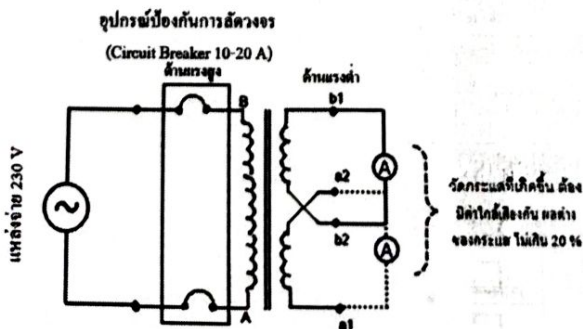 อุปกรณ์ป้องกันการลัดวงจร
(Circuit Breaker 10-20 A)
ด้านแรงสูง
ด้านแรงต่ำ
B
b1
A
แหล่งจ่าย 230 V
a2
b2
A
วัดกระแสที่เกิดขึ้น ต้อง
มีค่าใกล้เคียงกัน ผลต่าง
ของกระแส ไม่เกิน 20 %
A
a1